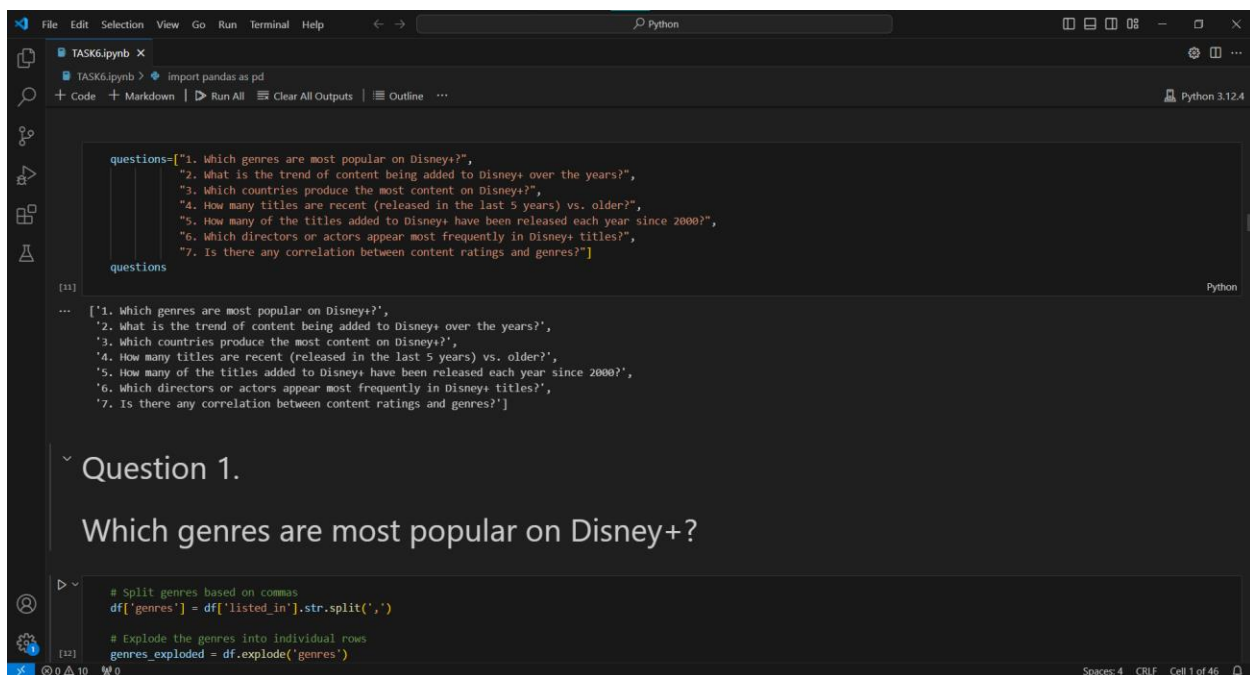 File Edit Selection View Go Run Terminal Help
Python
TASK6.ipynb
TASK6.ipynb > import pandas as pd
+ Code + Markdown | Run All Clear All Outputs | Outline ...
Python 3.12.4
questions=["1. Which genres are most popular on Disney+?",
"2. What is the trend of content being added to Disney+ over the years?",
"3. Which countries produce the most content on Disney+?",
"4. How many titles are recent (released in the last 5 years) vs. older?",
"5. How many of the titles added to Disney+ have been released each year since 2000?",
"6. Which directors or actors appear most frequently in Disney+ titles?",
"7. Is there any correlation between content ratings and genres?"]
questions
[11]
Python
... ['1. Which genres are most popular on Disney+?',
'2. What is the trend of content being added to Disney+ over the years?',
'3. Which countries produce the most content on Disney+?',
'4. How many titles are recent (released in the last 5 years) vs. older?',
'5. How many of the titles added to Disney+ have been released each year since 2000?',
'6. Which directors or actors appear most frequently in Disney+ titles?',
'7. Is there any correlation between content ratings and genres?']
Question 1.
Which genres are most popular on Disney+?
# Split genres based on commas
df['genres'] = df['listed_in'].str.split(',')
# Explode the genres into individual rows
[12]
genres_exploded = df.explode('genres')
1
0 10 0
Spaces: 4 CRLF Cell 1 of 46